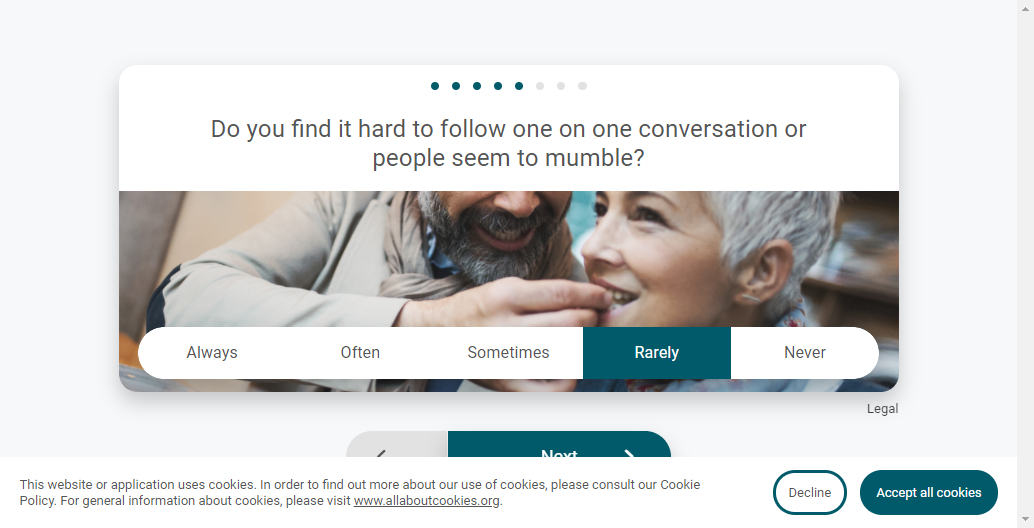 Do you find it hard to follow one on one conversation or
people seem to mumble?
Always Often Sometimes Rarely Never
Legal
Next
This website or application uses cookies. In order to find out more about our use of cookies, please consult our Cookie
Policy. For general information about cookies, please visit www.allaboutcookies.org.
Decline
Accept all cookies